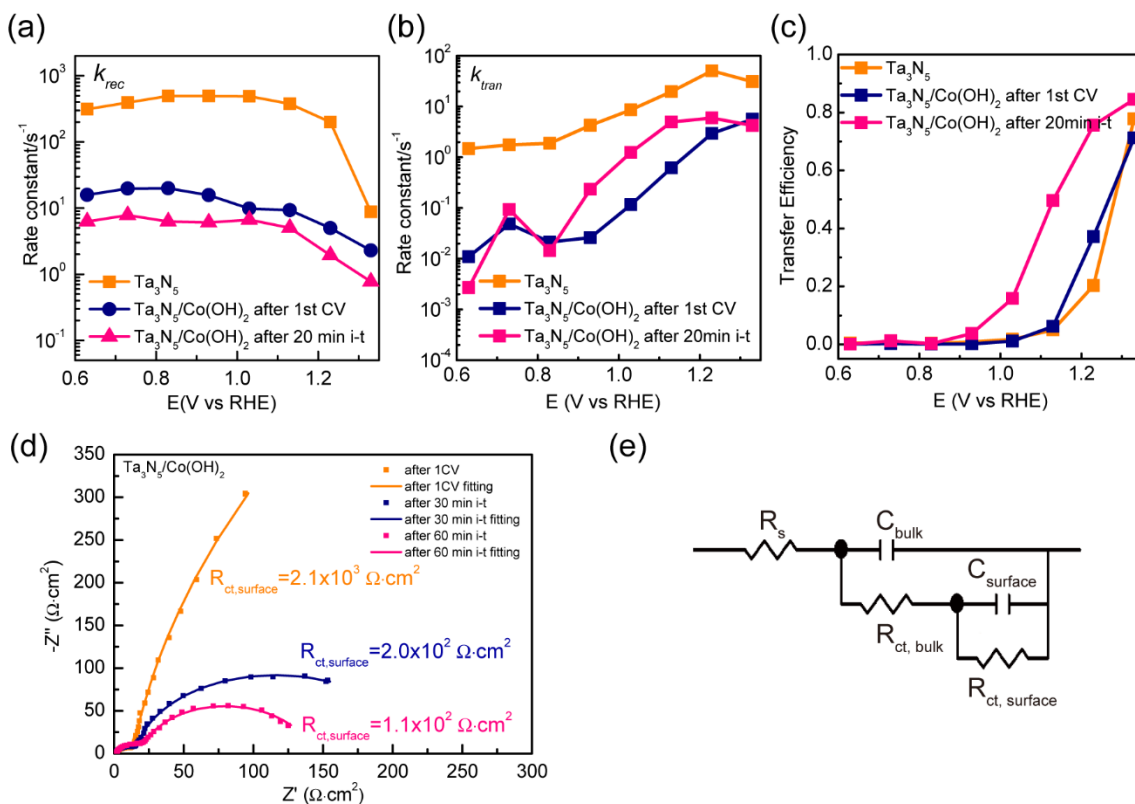 (a)
k_rec
10³
10²
10¹
10⁰
10⁻¹
Rate constant/s⁻¹
Ta₃N₅
Ta₃N₅/Co(OH)₂ after 1st CV
Ta₃N₅/Co(OH)₂ after 20 min i-t
0.6 0.8 1.0 1.2
E(V vs RHE)
(b)
k_tran
10⁴
10³
10²
10¹
10⁰
10⁻¹
10⁻²
10⁻³
10⁻⁴
Rate constant/s⁻¹
Ta₃N₅
Ta₃N₅/Co(OH)₂ after 1st CV
Ta₃N₅/Co(OH)₂ after 20min i-t
0.6 0.8 1.0 1.2
E (V vs RHE)
(c)
1.0
0.8
0.6
0.4
0.2
0.0
Transfer Efficiency
Ta₃N₅
Ta₃N₅/Co(OH)₂ after 1st CV
Ta₃N₅/Co(OH)₂ after 20min i-t
0.6 0.8 1.0 1.2
E (V vs RHE)
(d)
350
300
250
200
150
100
50
0
-Z'' (Ω·cm²)
Ta₃N₅/Co(OH)₂
after 1CV
after 1CV fitting
after 30 min i-t
after 30 min i-t fitting
after 60 min i-t
after 60 min i-t fitting
R_ct,surface=2.1x10³ Ω·cm²
R_ct,surface=2.0x10² Ω·cm²
R_ct,surface=1.1x10² Ω·cm²
0 50 100 150 200 250 300
Z' (Ω·cm²)
(e)
R_s
C_bulk
C_surface
R_ct, bulk
R_ct, surface